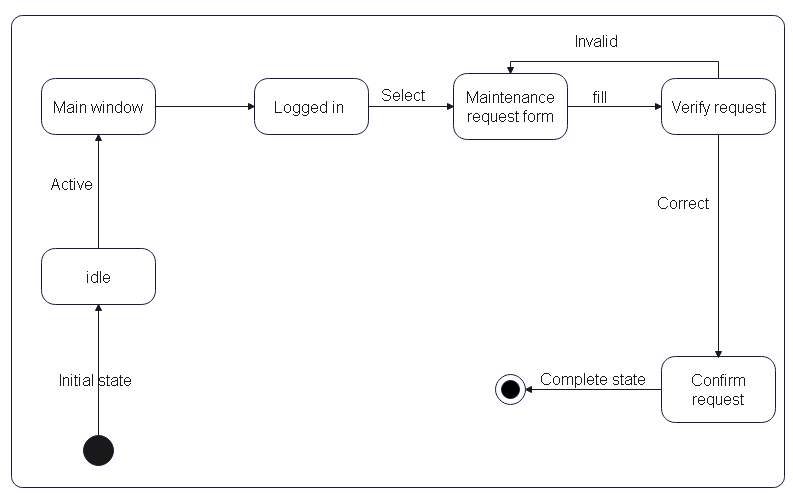 Invalid
Main window
Logged in
Select
Maintenance
request form
fill
Verify request
Active
Correct
idle
Initial state
Complete state
Confirm
request